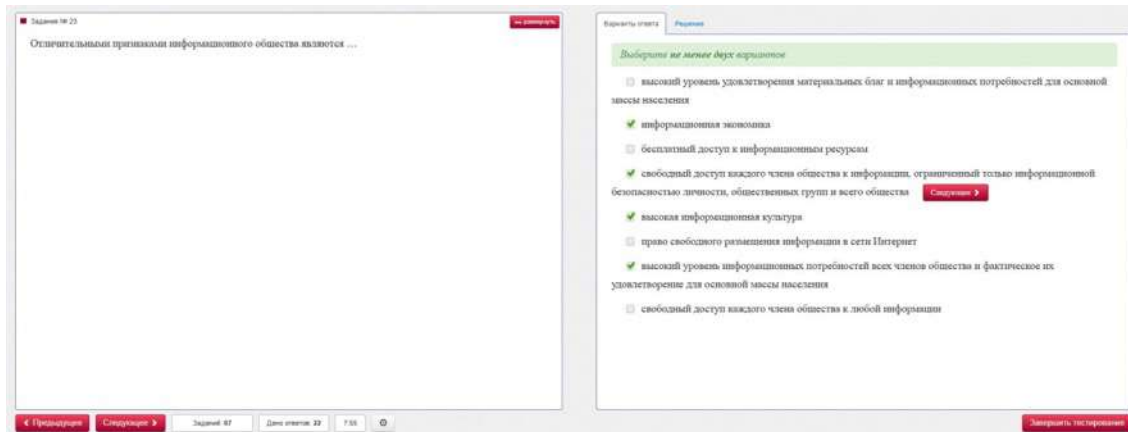 Задание № 23
развернуть
Отличительными признаками информационного общества являются ...
Варианты ответа
Решение
Выберите не менее двух вариантов
высокий уровень удовлетворения материальных благ и информационных потребностей для основной
массы населения
информационная экономика
бесплатный доступ к информационным ресурсам
свободный доступ каждого члена общества к информации, ограниченный только информационной
безопасностью личности, общественных групп и всего общества
Следующее
высокая информационная культура
право свободного размещения информации в сети Интернет
высокий уровень информационных потребностей всех членов общества и фактическое их
удовлетворение для основной массы населения
свободный доступ каждого члена общества к любой информации
Предыдущее
Следующее
Заданий 67
Дано ответов 22
7:55
Завершить тестирование